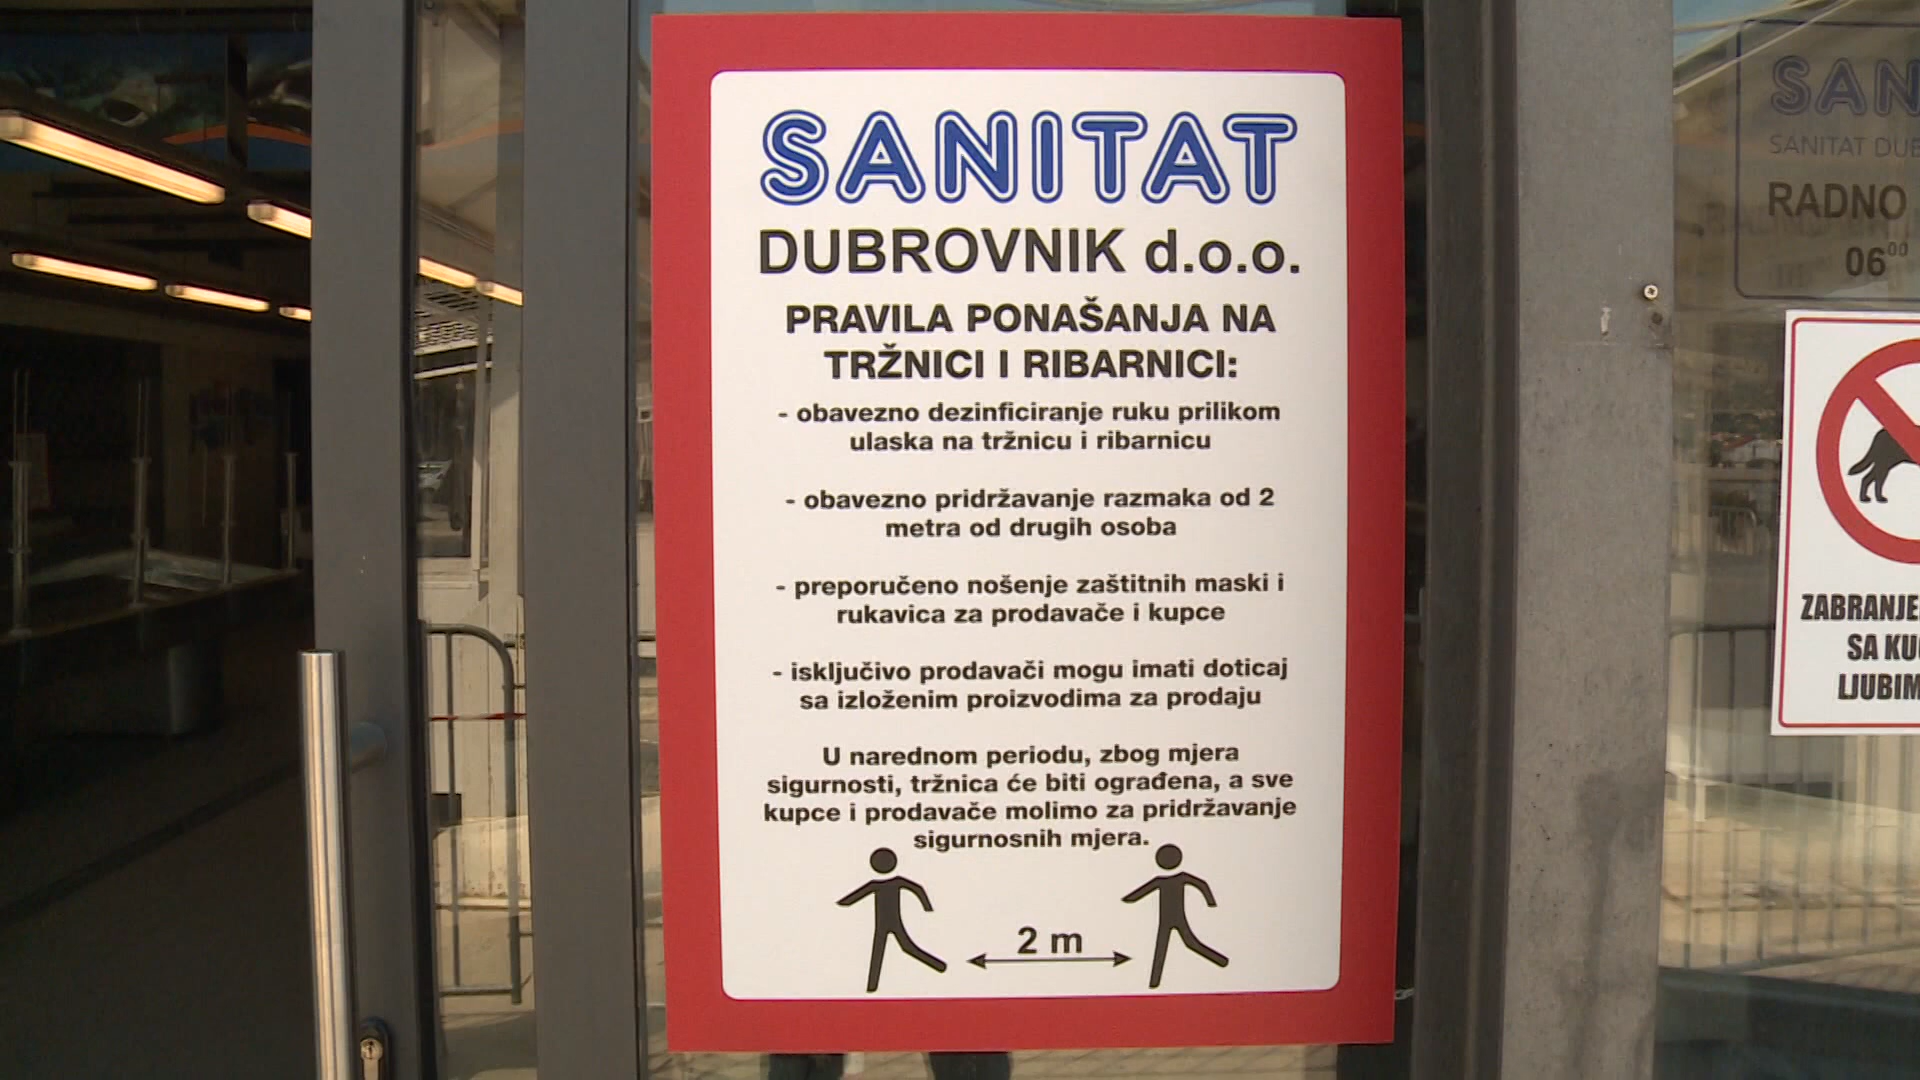 SANITAT
DUBROVNIK d.o.o.
PRAVILA PONAŠANJA NA
TRŽNICI I RIBARNICI:
- obavezno dezinficiranje ruku prilikom
ulaska na tržnicu i ribarnicu
- obavezno pridržavanje razmaka od 2
metra od drugih osoba
- preporučeno nošenje zaštitnih maski i
rukavica za prodavače i kupce
- isključivo prodavači mogu imati doticaj
sa izloženim proizvodima za prodaju
U narednom periodu, zbog mjera
sigurnosti, tržnica će biti ograđena, a sve
kupce i prodavače molimo za pridržavanje
sigurnosnih mjera.
2 m
SAN
SANITAT DUB
RADNO
06⁰⁰
ZABRANJE
SA KU
LJUBIM